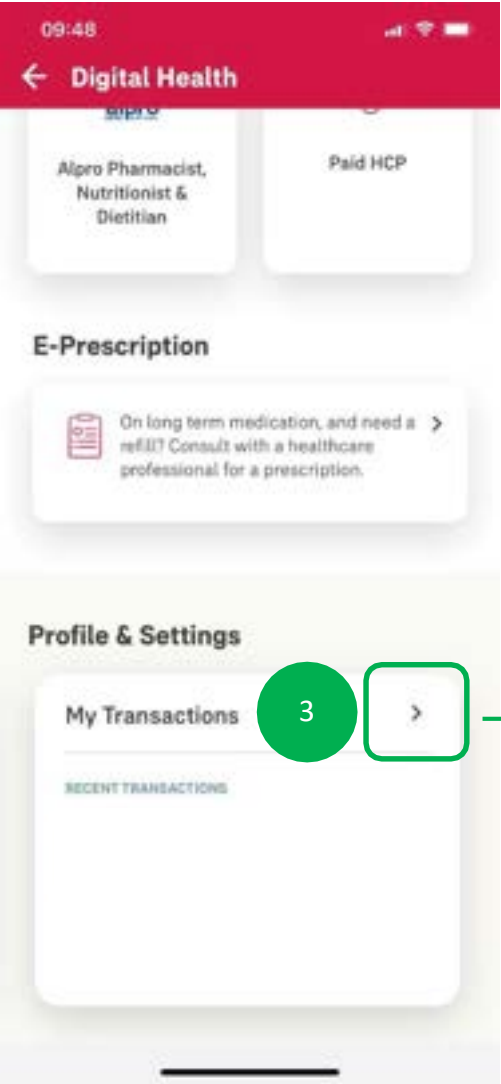 09:48
Digital Health
alpro
Alpro Pharmacist,
Nutritionist &
Dietitian
Paid HCP
E-Prescription
On long term medication, and need a
refill? Consult with a healthcare
professional for a prescription.
Profile & Settings
My Transactions
3
RECENT TRANSACTIONS